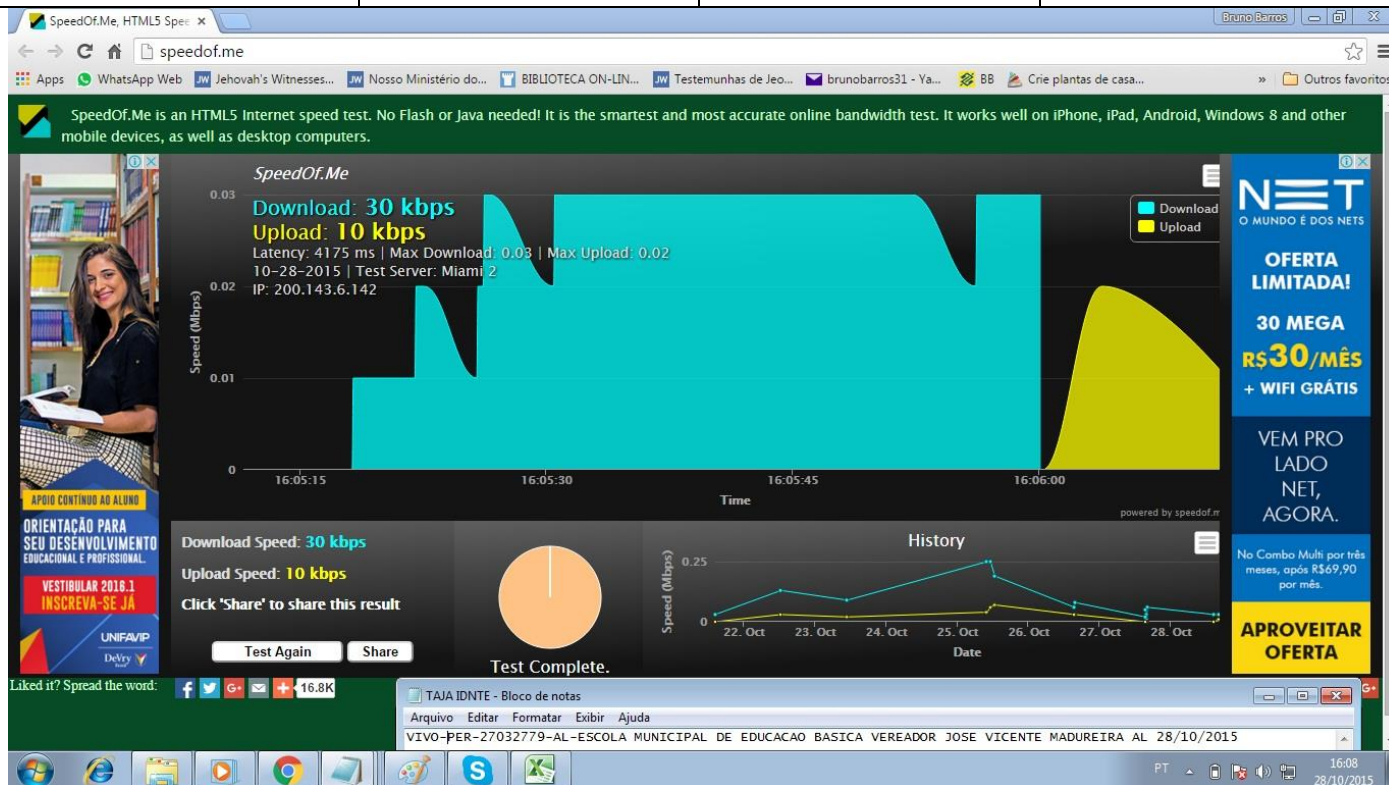 SpeedOf.Me, HTML5 Spee
Bruno Barros
speedof.me
Apps WhatsApp Web Jehovah's Witnesses... Nosso Ministério do... BIBLIOTECA ON-LIN... Testemunhas de Jeo... brunobarros31 - Ya... BB Crie plantas de casa... » Outros favoritos
SpeedOf.Me is an HTML5 Internet speed test. No Flash or Java needed! It is the smartest and most accurate online bandwidth test. It works well on iPhone, iPad, Android, Windows 8 and other
mobile devices, as well as desktop computers.
SpeedOf.Me
Download: 30 kbps
Upload: 10 kbps
Latency: 4175 ms | Max Download: 0.03 | Max Upload: 0.02
10-28-2015 | Test Server: Miami 2
IP: 200.143.6.142
Download
Upload
Speed (Mbps)
0.03
0.02
0.01
0
16:05:15 16:05:30 16:05:45 16:06:00
Time
powered by speedof.m
APOIO CONTÍNUO AO ALUNO
ORIENTAÇÃO PARA
SEU DESENVOLVIMENTO
EDUCACIONAL E PROFISSIONAL.
VESTIBULAR 2016.1
INSCREVA-SE JÁ
UNIFAVIP
DeVry
NET
O MUNDO É DOS NETS
OFERTA
LIMITADA!
30 MEGA
R$30/MÊS
+ WIFI GRÁTIS
VEM PRO
LADO
NET,
AGORA.
No Combo Multi por três
meses, após R$69,90
por mês.
APROVEITAR
OFERTA
Download Speed: 30 kbps
Upload Speed: 10 kbps
Click 'Share' to share this result
Test Again Share
Test Complete.
History
Speed (Mbps)
0.25
0
22. Oct 23. Oct 24. Oct 25. Oct 26. Oct 27. Oct 28. Oct
Date
Liked it? Spread the word: 16.8K
TAJA IDNTE - Bloco de notas
Arquivo Editar Formatar Exibir Ajuda
VIVO-PER-27032779-AL-ESCOLA MUNICIPAL DE EDUCACAO BASICA VEREADOR JOSE VICENTE MADUREIRA AL 28/10/2015
PT
16:08
28/10/2015